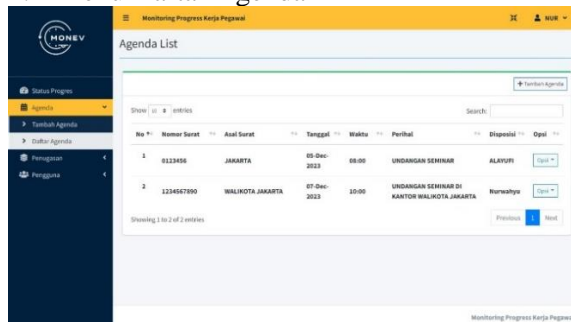 MONEV
Monitoring Progress Kerja Pegawai
NUR
Agenda List
Status Progres
Agenda
Tambah Agenda
Daftar Agenda
Penugasan
Pengguna
+ Tambah Agenda
Show 10 entries
Search:
No Nomor Surat Asal Surat Tanggal Waktu Perihal Disposisi Opsi
1 0123456 JAKARTA 05-Dec-2023 08:00 UNDANGAN SEMINAR ALAYUFI Opsi
2 1234567890 WALIKOTA JAKARTA 07-Dec-2023 10:00 UNDANGAN SEMINAR DI KANTOR WALIKOTA JAKARTA Nurwahyu Opsi
Showing 1 to 2 of 2 entries
Previous 1 Next
Monitoring Progress Kerja Pegawai